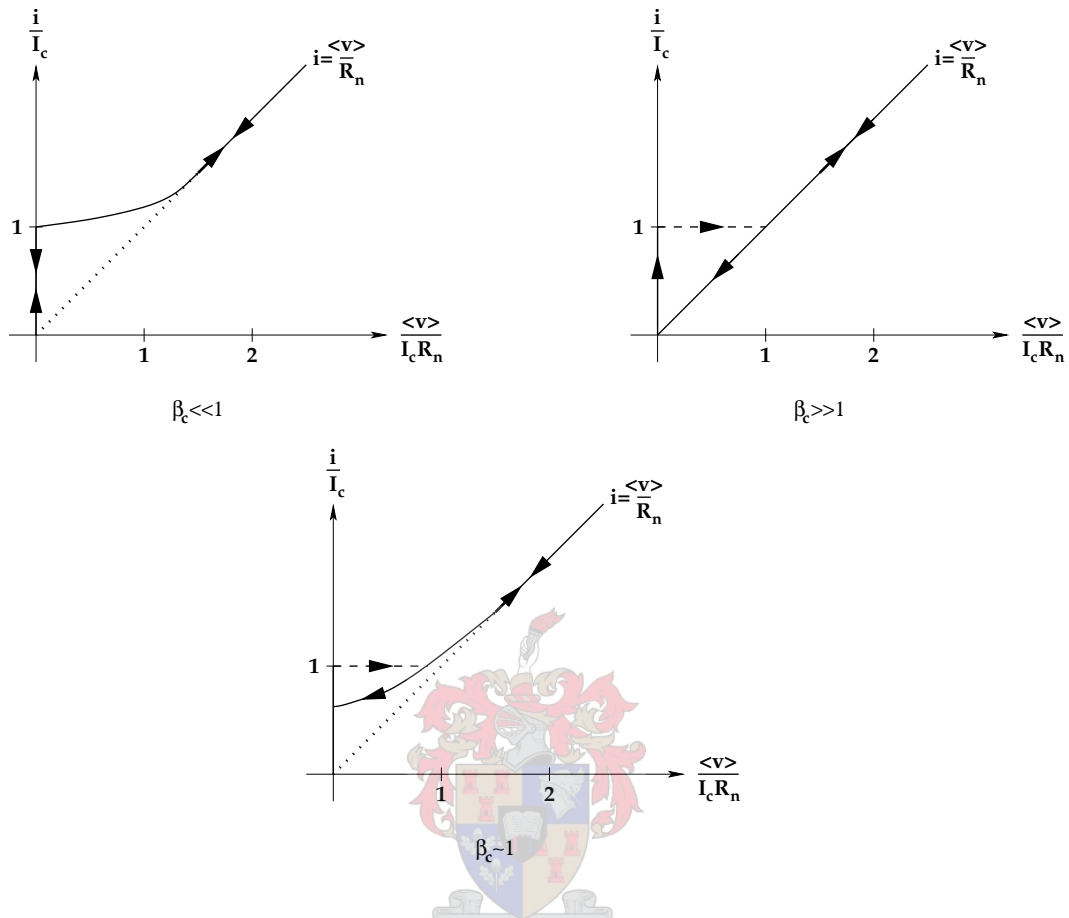 i/I_c
i=<v>/R_n
1
1 2
<v>/I_cR_n
β_c<<1
i/I_c
i=<v>/R_n
1
1 2
<v>/I_cR_n
β_c>>1
i/I_c
i=<v>/R_n
1
1 2
<v>/I_cR_n
β_c~1